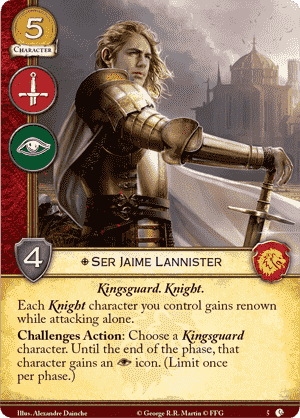 5
CHARACTER
4
SER JAIME LANNISTER
Kingsguard. Knight.
Each Knight character you control gains renown
while attacking alone.
Challenges Action: Choose a Kingsguard
character. Until the end of the phase, that
character gains an icon. (Limit once
per phase.)
Illus. Alexandre Dainche
© George R.R. Martin © FFG
5